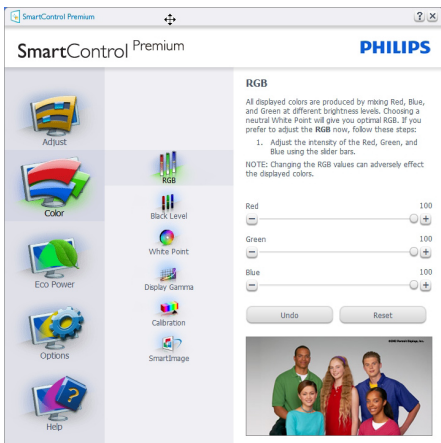 SmartControl Premium
?
×
SmartControl Premium
PHILIPS
Adjust
Color
Eco Power
Options
Help
RGB
Black Level
White Point
Display Gamma
Calibration
SmartImage
RGB
All displayed colors are produced by mixing Red, Blue,
and Green at different brightness levels. Choosing a
neutral White Point will give you optimal RGB. If you
prefer to adjust the RGB now, follow these steps:
1. Adjust the intensity of the Red, Green, and
Blue using the slider bars.
NOTE: Changing the RGB values can adversely effect
the displayed colors.
Red 100
Green 100
Blue 100
Undo Reset